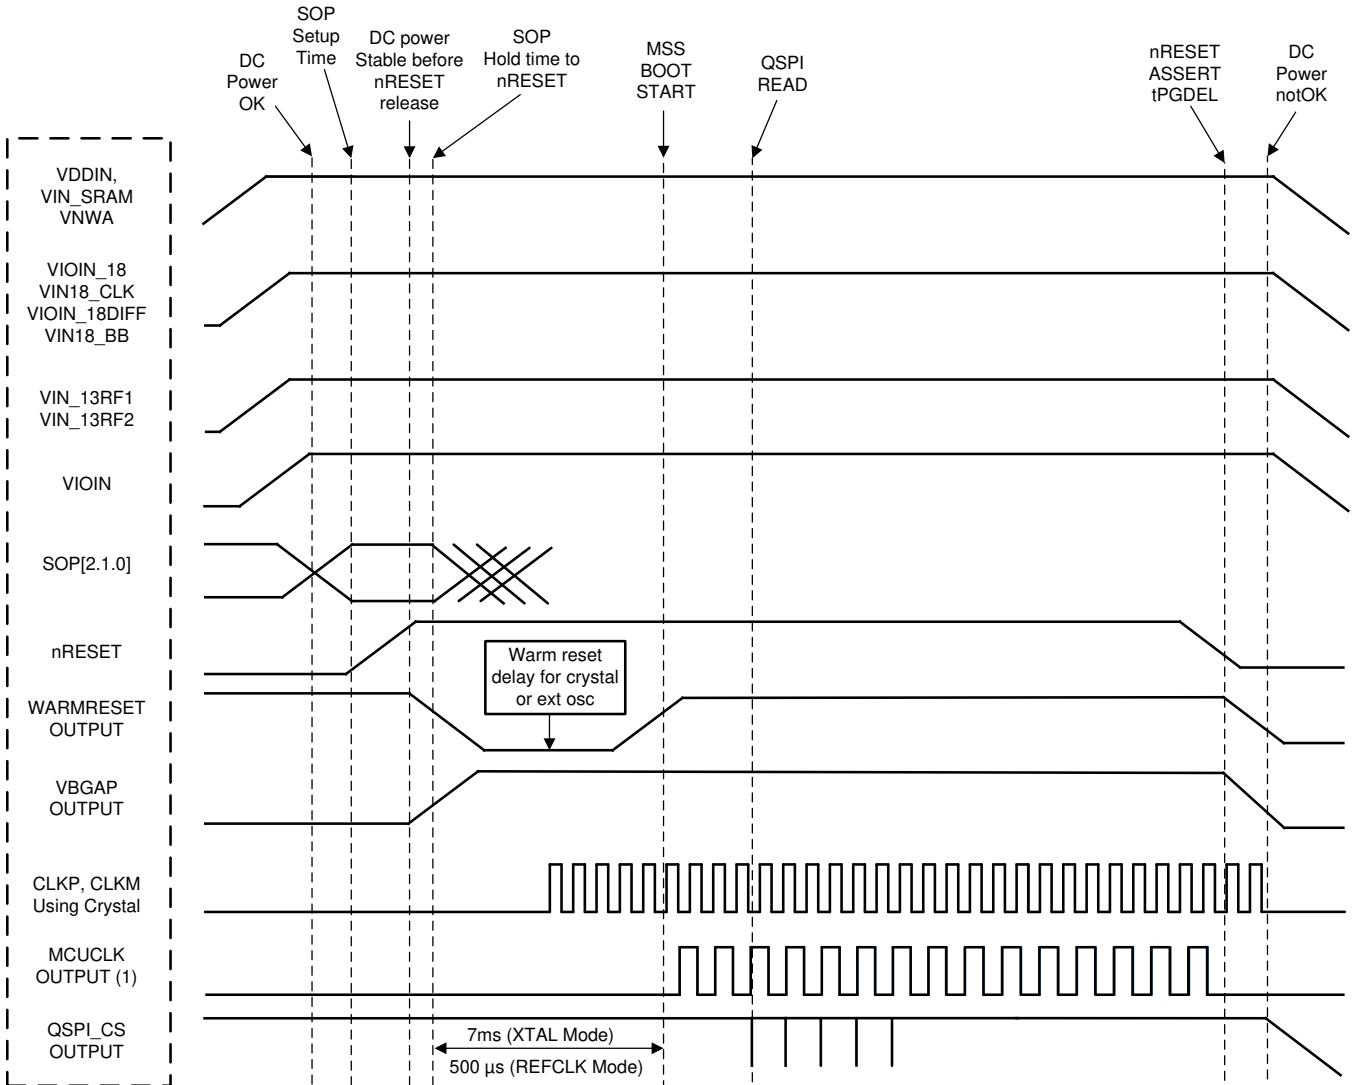 SOP
Setup
Time
DC
Power
OK
DC power
Stable before
nRESET
release
SOP
Hold time to
nRESET
MSS
BOOT
START
QSPI
READ
nRESET
ASSERT
tPGDEL
DC
Power
notOK
VDDIN,
VIN_SRAM
VNWA
VIOIN_18
VIN18_CLK
VIOIN_18DIFF
VIN18_BB
VIN_13RF1
VIN_13RF2
VIOIN
SOP[2.1.0]
nRESET
Warm reset
delay for crystal
or ext osc
WARMRESET
OUTPUT
VBGAP
OUTPUT
CLKP, CLKM
Using Crystal
MCUCLK
OUTPUT (1)
QSPI_CS
OUTPUT
7ms (XTAL Mode)
500 µs (REFCLK Mode)